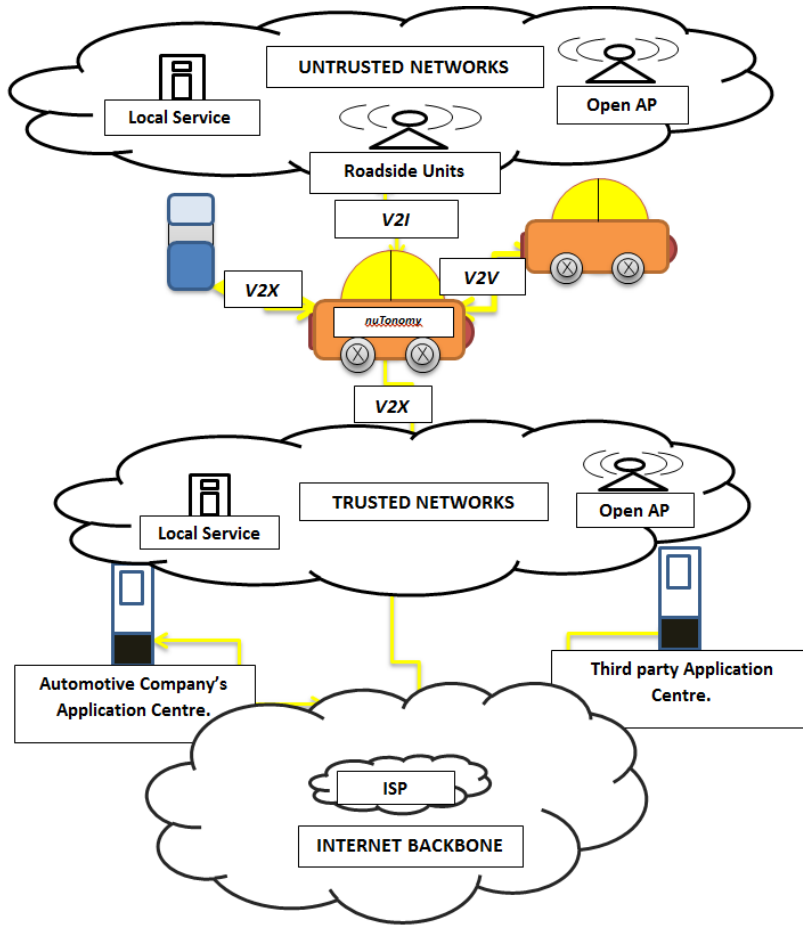 UNTRUSTED NETWORKS
Local Service
Open AP
Roadside Units
V2I
V2V
V2X
nuTonomy
V2X
TRUSTED NETWORKS
Local Service
Open AP
Automotive Company’s
Application Centre.
Third party Application
Centre.
ISP
INTERNET BACKBONE